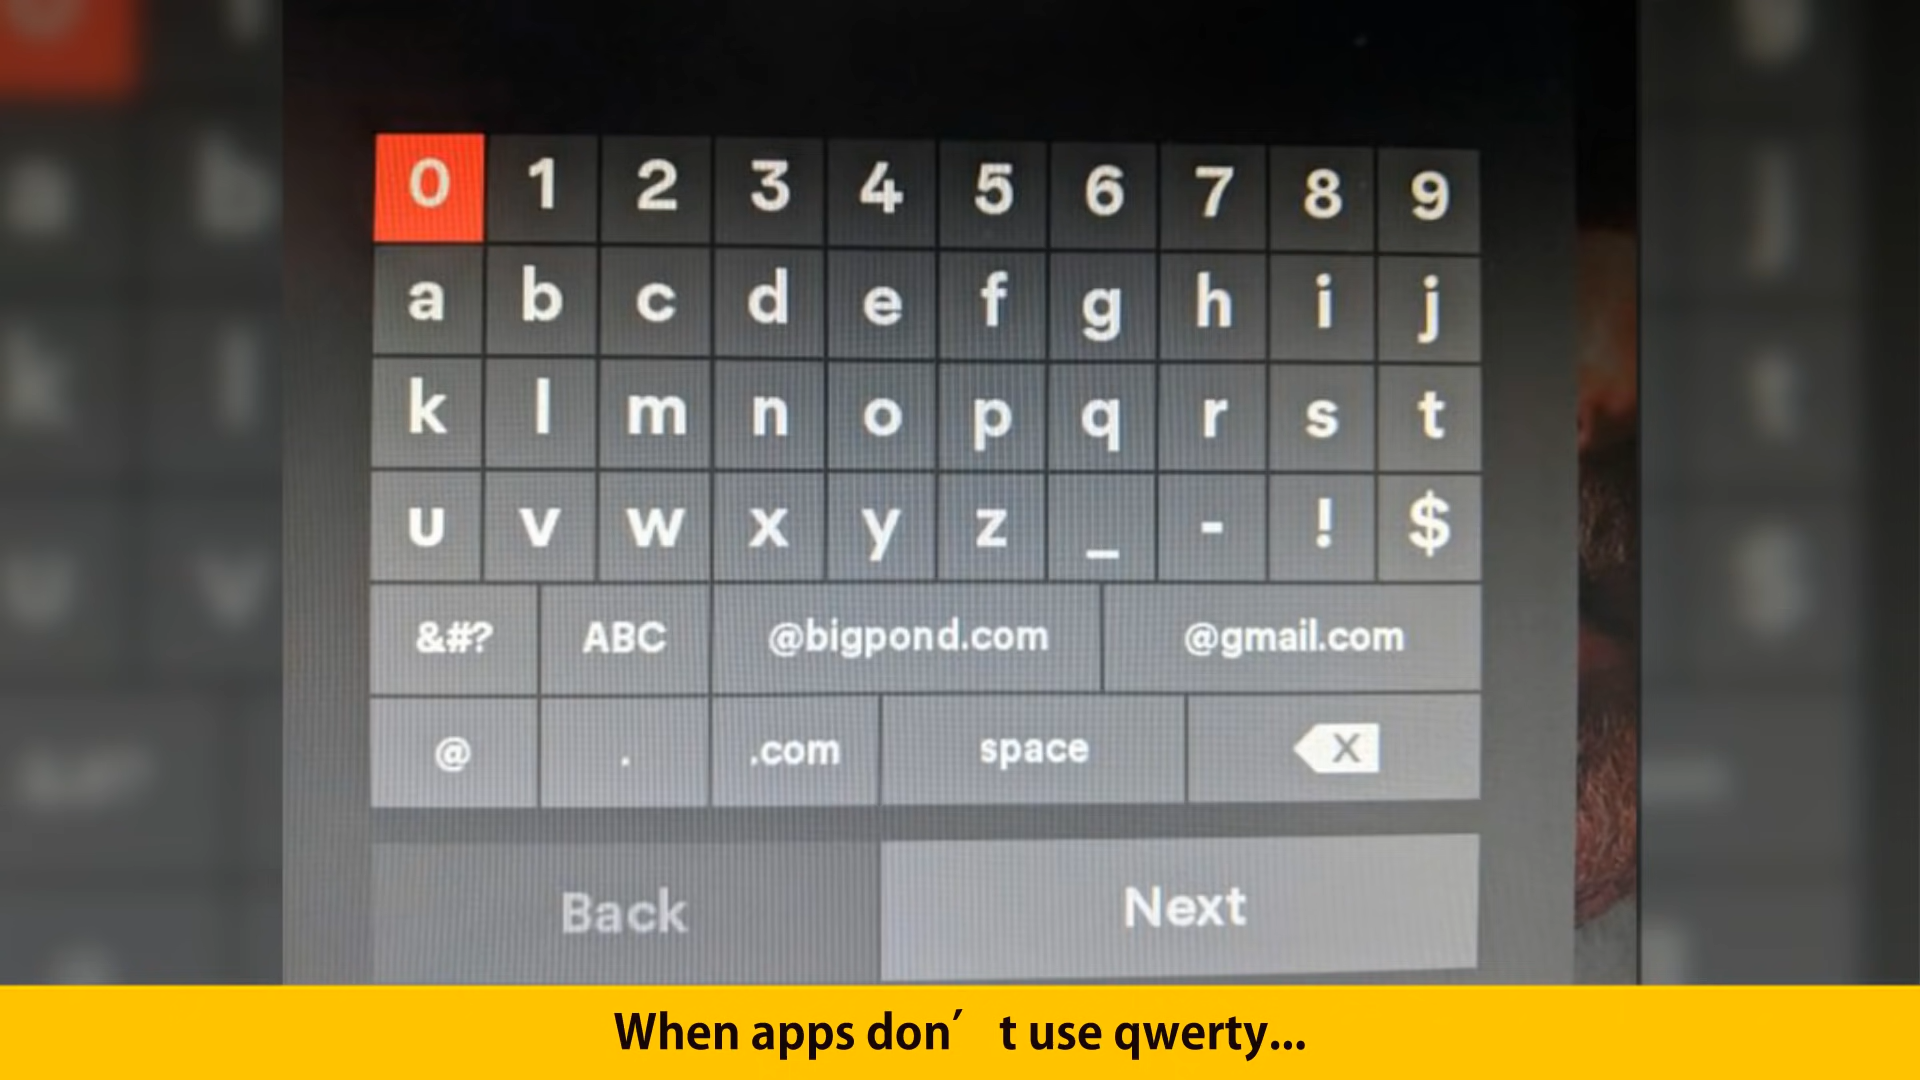 0 1 2 3 4 5 6 7 8 9
a b c d e f g h i j
k l m n o p q r s t
u v w x y z _ - ! $
&#? ABC @bigpond.com @gmail.com
@ . .com space X
Back Next
When apps don′ t use qwerty...